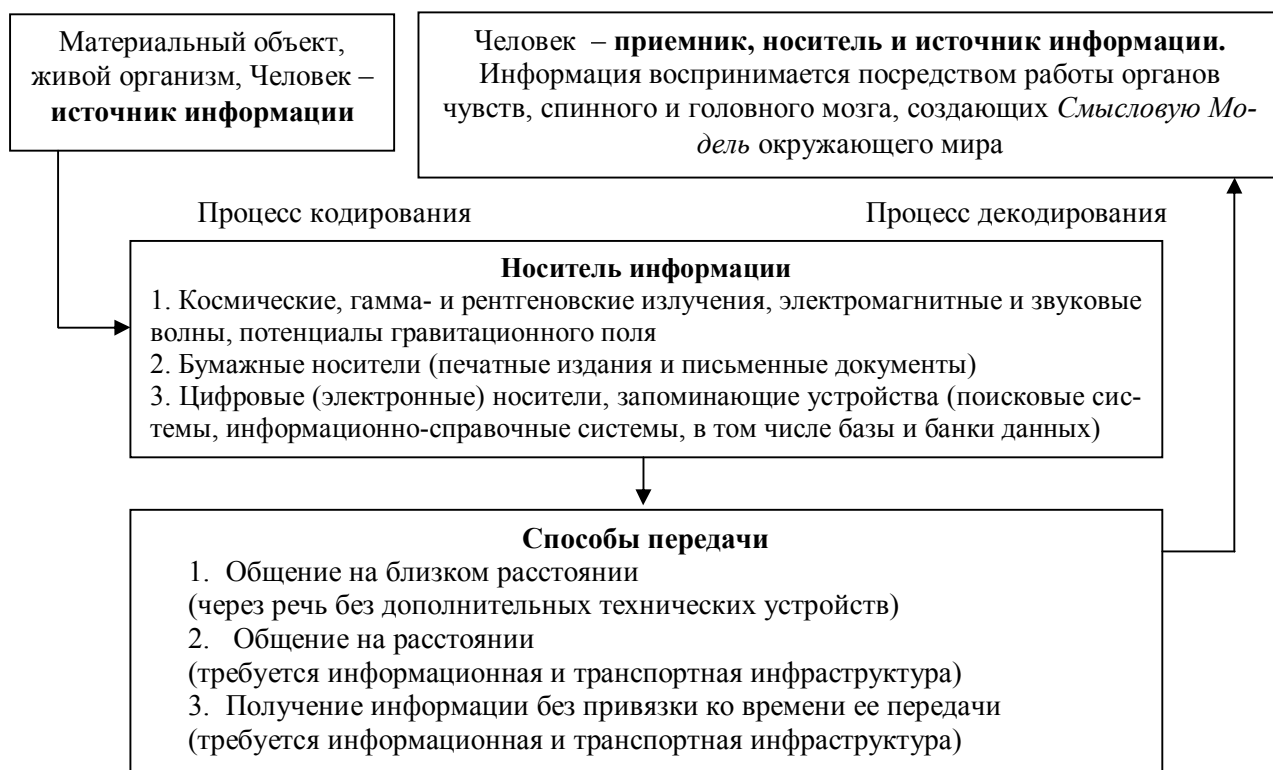 Материальный объект,
живой организм, Человек –
источник информации
Человек – приемник, носитель и источник информации.
Информация воспринимается посредством работы органов
чувств, спинного и головного мозга, создающих Смысловую Мо-
дель окружающего мира
Процесс кодирования
Процесс декодирования
Носитель информации
1. Космические, гамма- и рентгеновские излучения, электромагнитные и звуковые
волны, потенциалы гравитационного поля
2. Бумажные носители (печатные издания и письменные документы)
3. Цифровые (электронные) носители, запоминающие устройства (поисковые сис-
темы, информационно-справочные системы, в том числе базы и банки данных)
Способы передачи
1. Общение на близком расстоянии
(через речь без дополнительных технических устройств)
2. Общение на расстоянии
(требуется информационная и транспортная инфраструктура)
3. Получение информации без привязки ко времени ее передачи
(требуется информационная и транспортная инфраструктура)